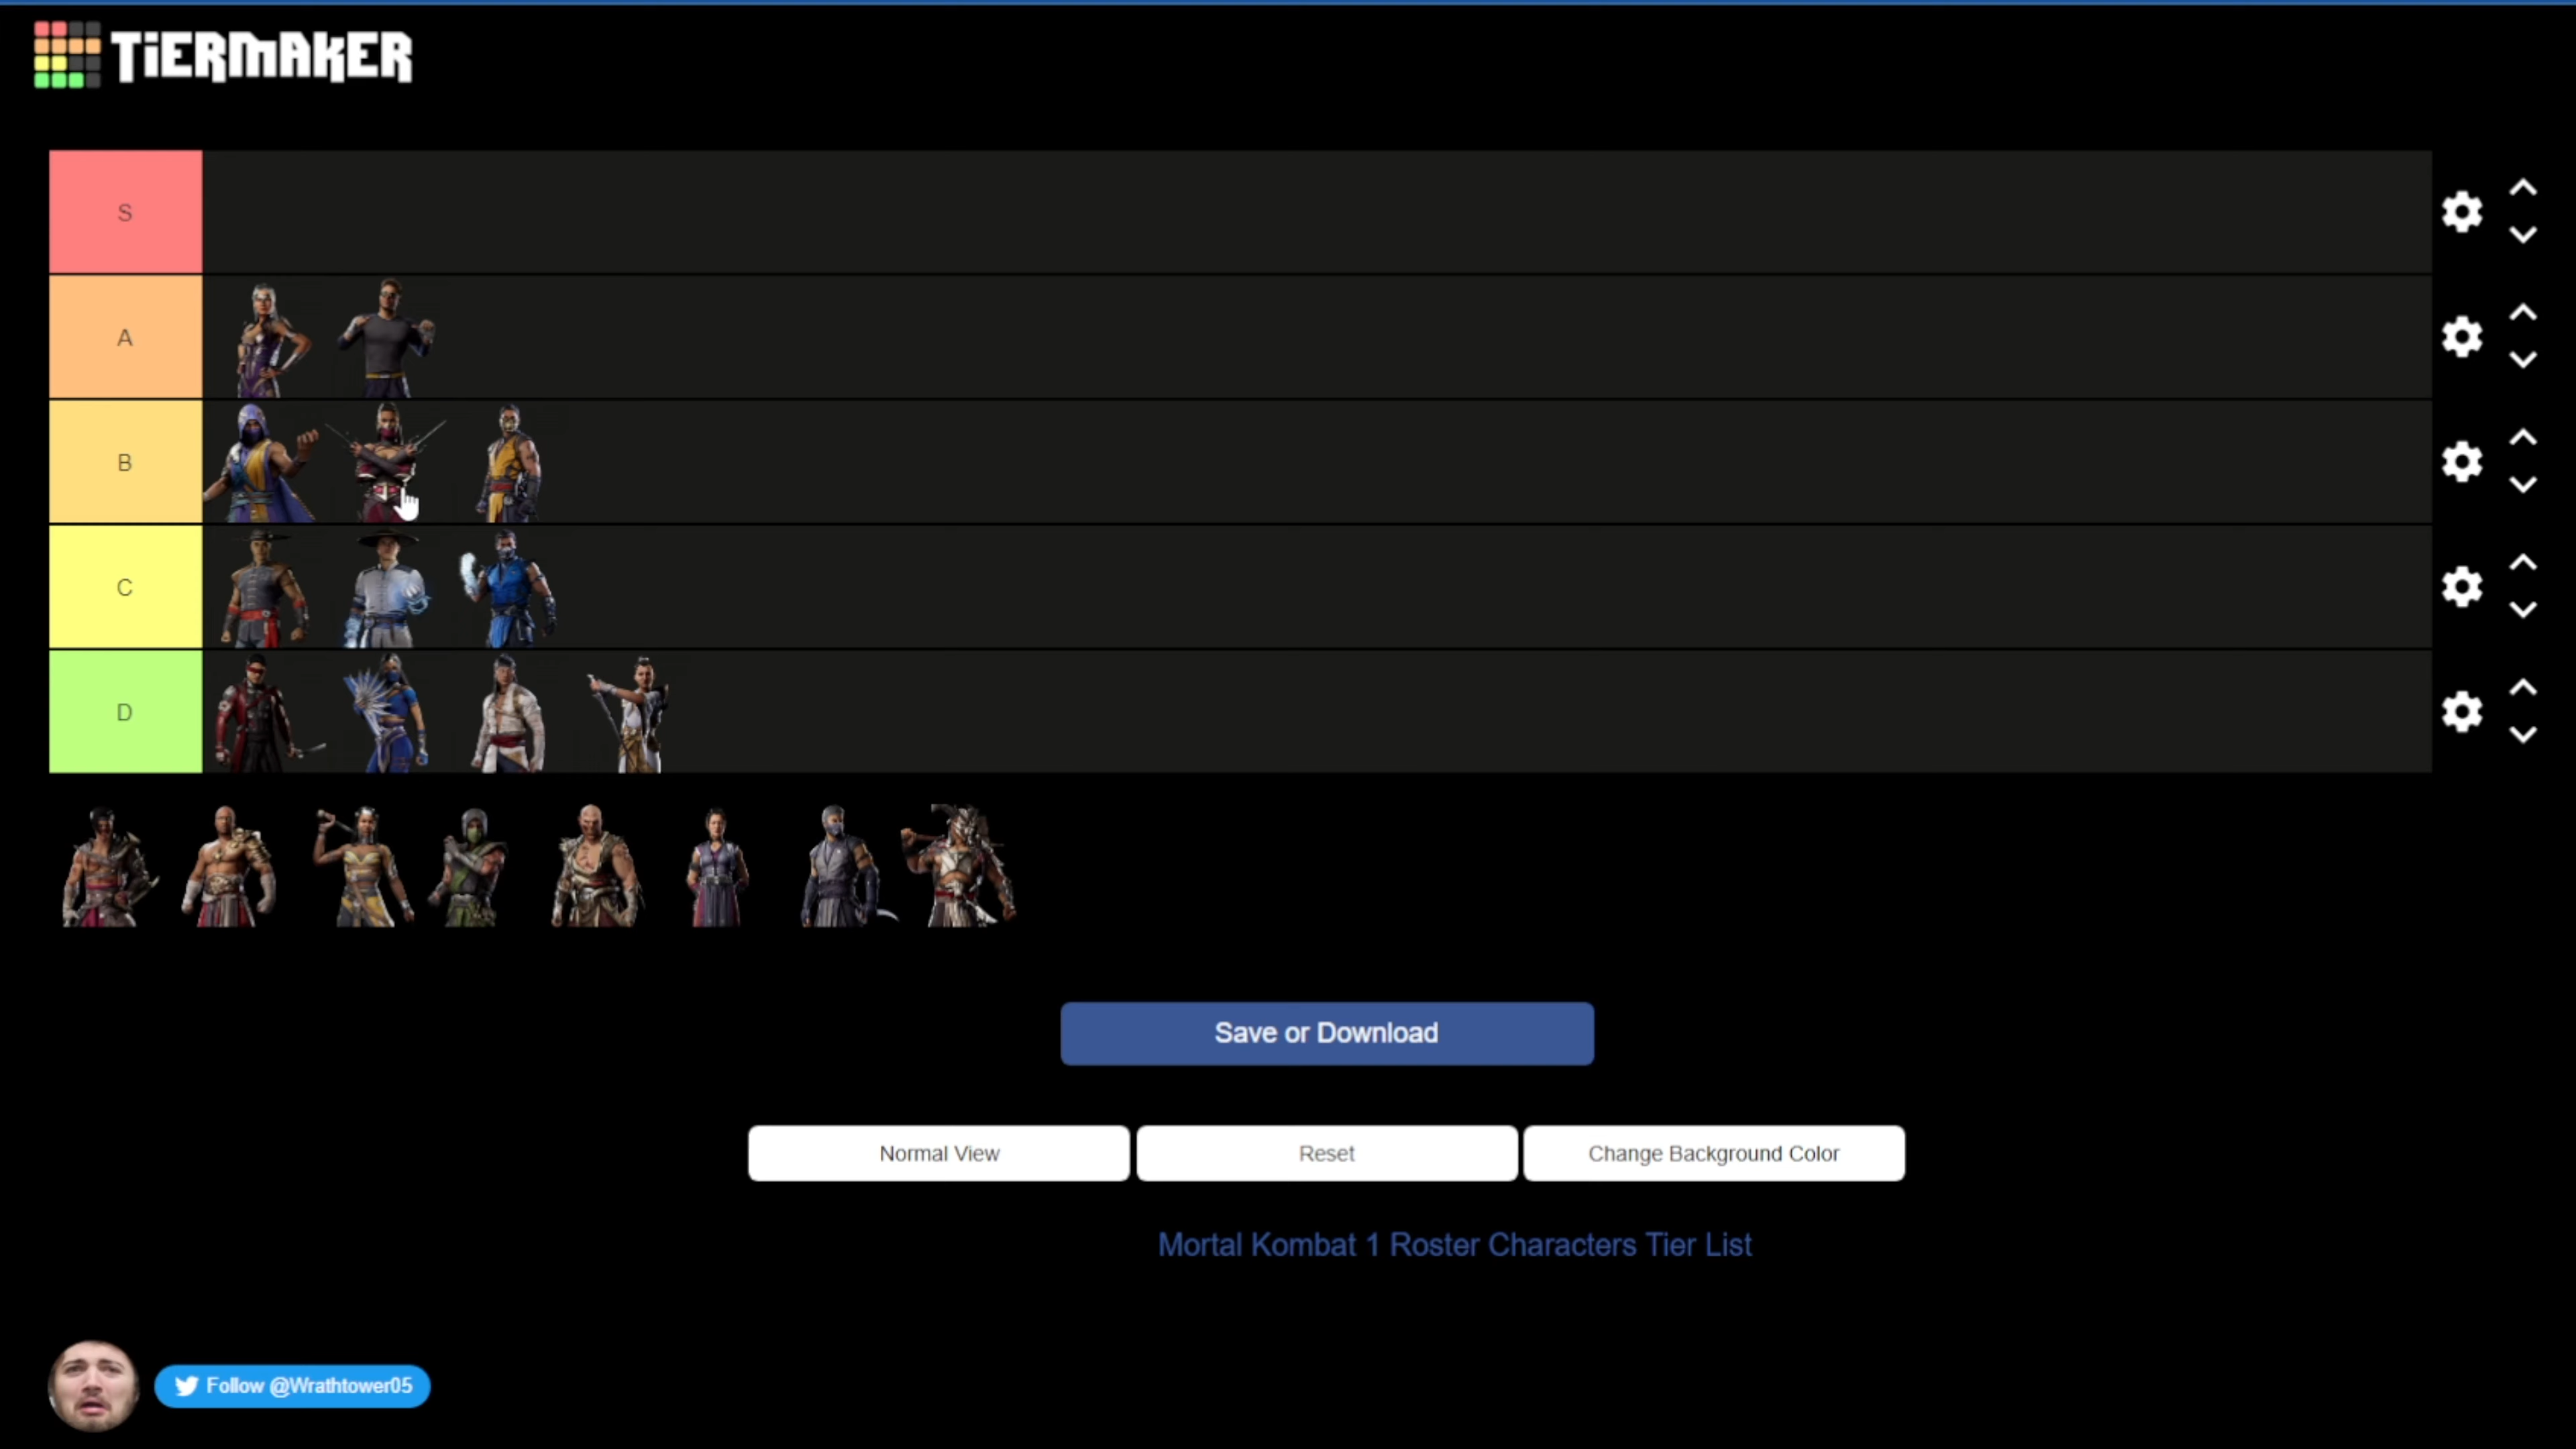 TiERMAKER
S
A
B
C
D
Save or Download
Normal View
Reset
Change Background Color
Mortal Kombat 1 Roster Characters Tier List
Follow @Wrathtower05